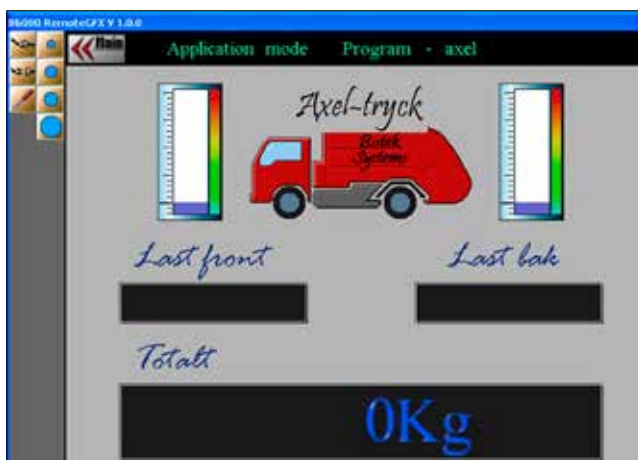 RemoteGFX V 1.0.0
Main
Application mode Program - axel
Axel-tryck
Batek
Systems
Last front
Last bak
Totalt
0Kg